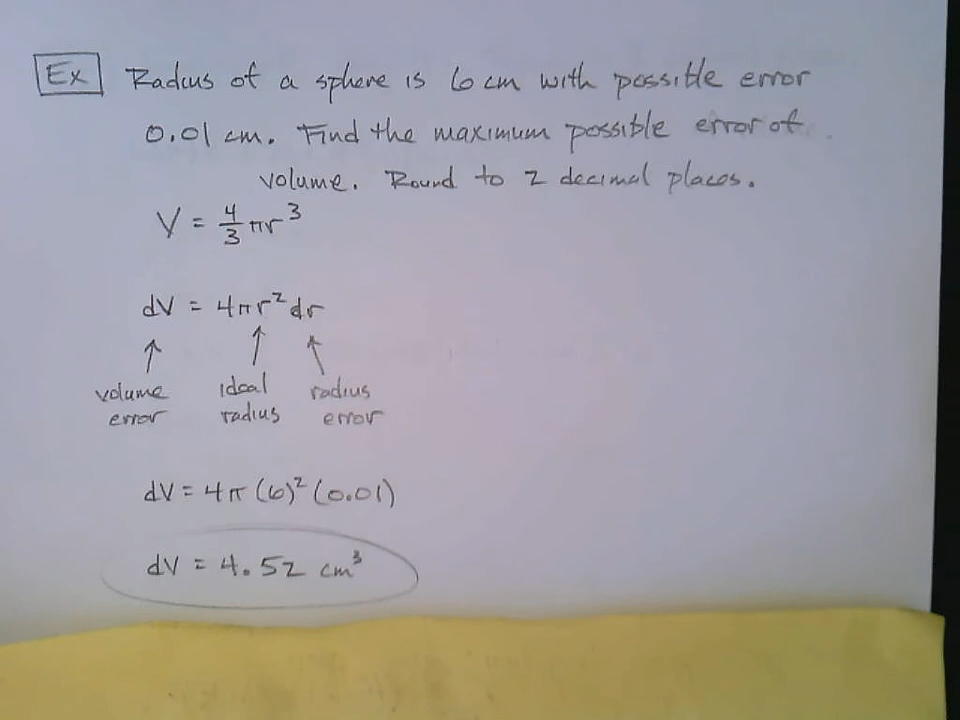 Ex Radius of a sphere is 6 cm with possible error
0.01 cm. Find the maximum possible error of
volume. Round to 2 decimal places.
V = 4/3 πr³
dV = 4πr² dr
↑ ↑ ↑
volume ideal radius
error radius error
dV = 4π(6)²(0.01)
dV = 4.52 cm³